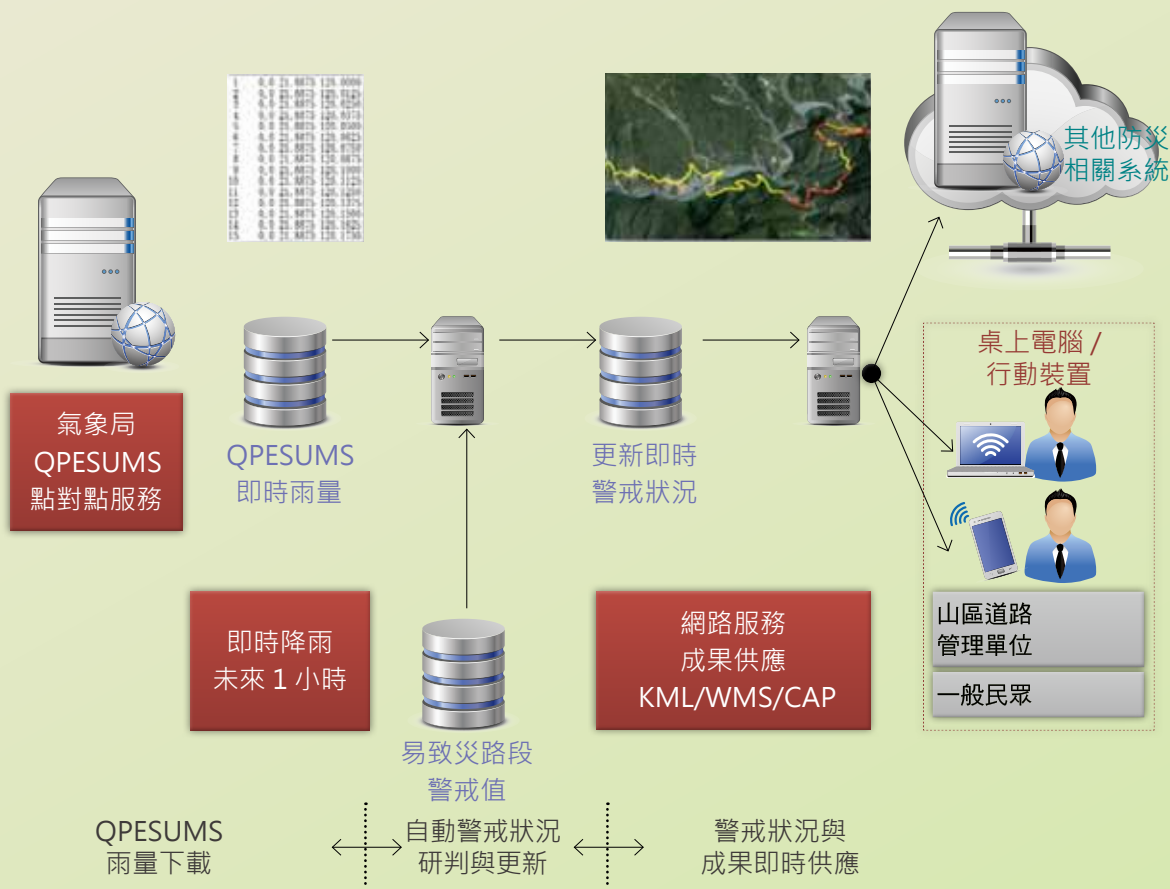 其他防災
相關系統
桌上電腦 /
行動裝置
氣象局
QPESUMS
點對點服務
QPESUMS
即時雨量
更新即時
警戒狀況
山區道路
管理單位
一般民眾
即時降雨
未來 1 小時
網路服務
成果供應
KML/WMS/CAP
易致災路段
警戒值
QPESUMS
雨量下載
自動警戒狀況
研判與更新
警戒狀況與
成果即時供應